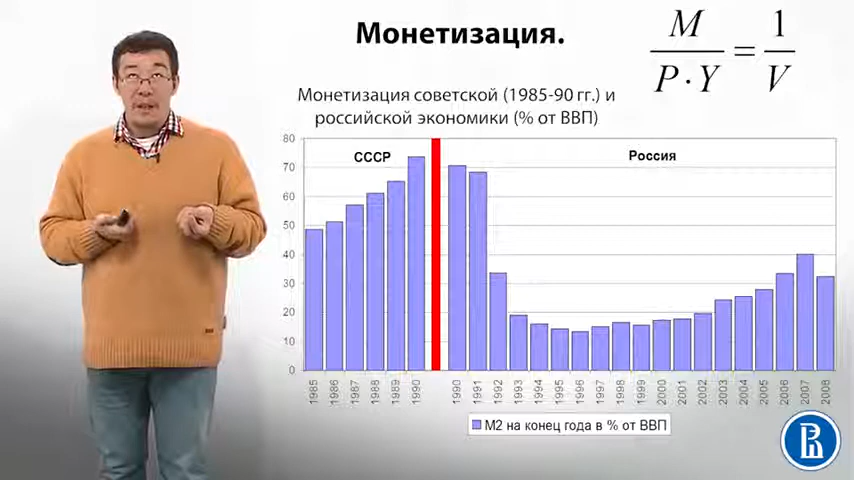 Монетизация.
M / P·Y = 1 / V
Монетизация советской (1985-90 гг.) и
российской экономики (% от ВВП)
80
70
60
50
40
30
20
10
0
СССР
Россия
1985 1986 1987 1988 1989 1990 1990 1991 1992 1993 1994 1995 1996 1997 1998 1999 2000 2001 2002 2003 2004 2005 2006 2007 2008
М2 на конец года в % от ВВП